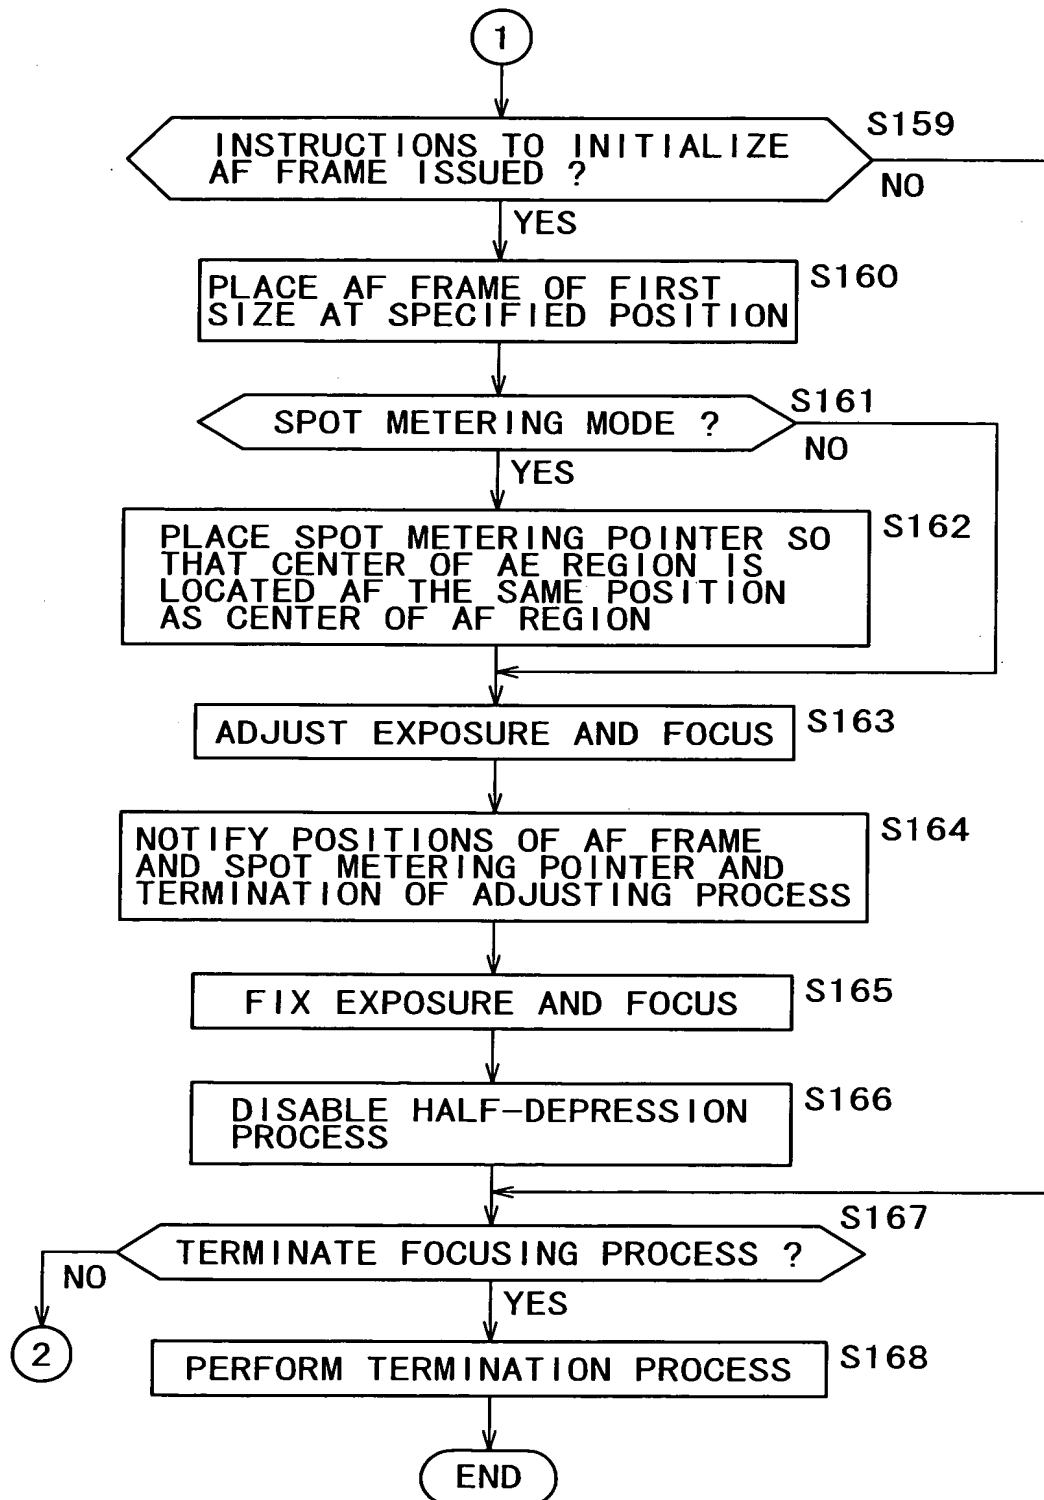 1
INSTRUCTIONS TO INITIALIZE
AF FRAME ISSUED ?
S159
NO
YES
PLACE AF FRAME OF FIRST
SIZE AT SPECIFIED POSITION
S160
SPOT METERING MODE ?
S161
NO
YES
PLACE SPOT METERING POINTER SO
THAT CENTER OF AE REGION IS
LOCATED AF THE SAME POSITION
AS CENTER OF AF REGION
S162
ADJUST EXPOSURE AND FOCUS
S163
NOTIFY POSITIONS OF AF FRAME
AND SPOT METERING POINTER AND
TERMINATION OF ADJUSTING PROCESS
S164
FIX EXPOSURE AND FOCUS
S165
DISABLE HALF-DEPRESSION
PROCESS
S166
TERMINATE FOCUSING PROCESS ?
S167
NO
YES
2
PERFORM TERMINATION PROCESS
S168
END